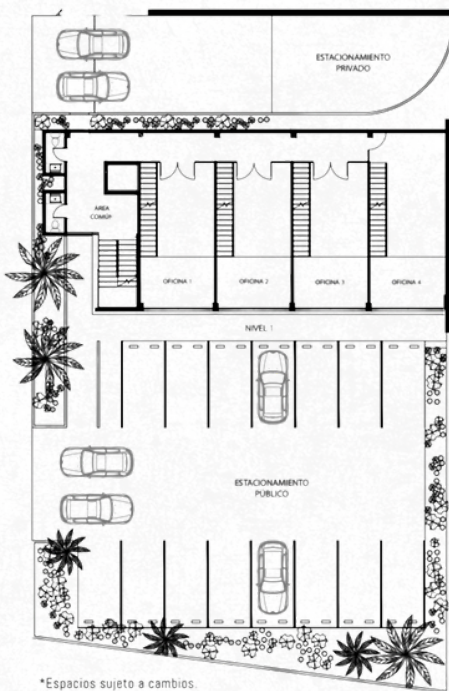 ESTACIONAMIENTO
PRIVADO
ÁREA
COMÚN
OFICINA 1
OFICINA 2
OFICINA 3
OFICINA 4
NIVEL 1
ESTACIONAMIENTO
PÚBLICO
*Espacios sujeto a cambios.